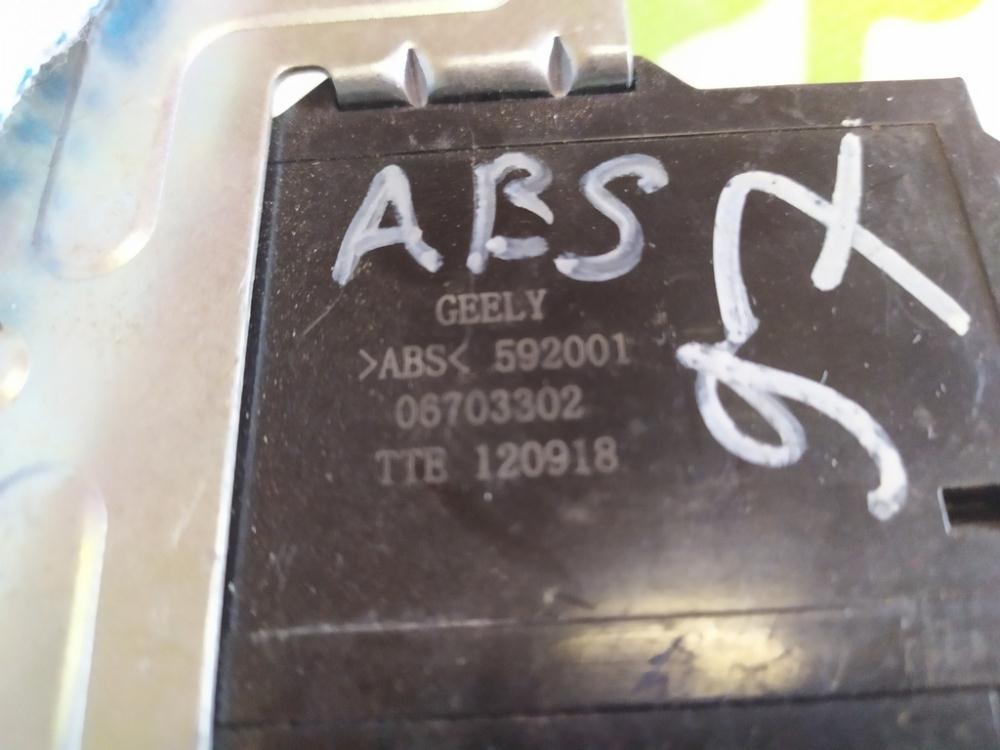 ABS
GEELY
>ABS< 592001
06703302
TTE 120918